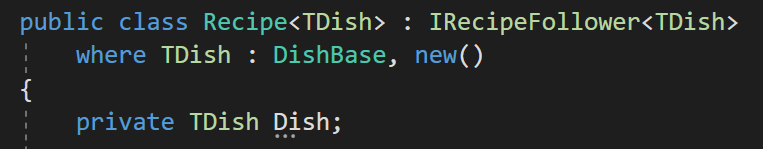 public class Recipe<TDish> : IRecipeFollower<TDish>
where TDish : DishBase, new()
{
private TDish Dish;